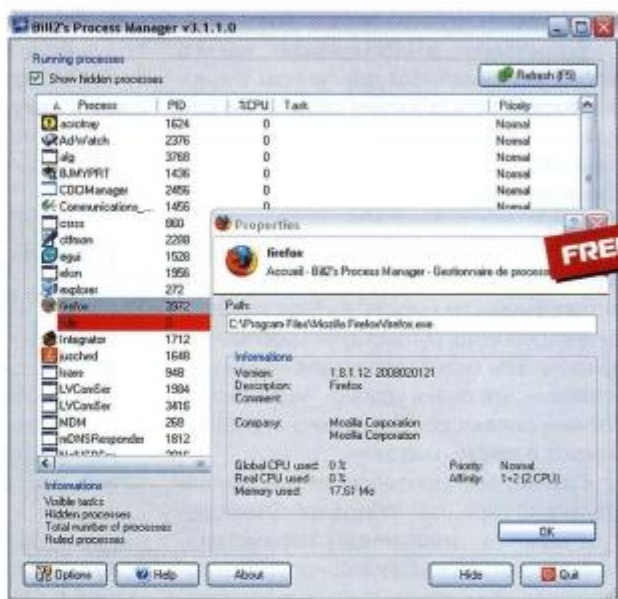 Bill2's Process Manager v3.1.1.0
Running processes
Show hidden processes
Refresh (F5)
Process PID %CPU Task Priority
acrotray 1624 0 Normal
AdWatch 2376 0 Normal
alg 3768 0 Normal
BJMYPRT 1436 0 Normal
COCIManager 2456 0 Normal
Communications_... 1456 0 Normal
csrss 860
ctfmon 2288
egui 1528
ekrn 1956
explorer 272
firefox 3972
Integrator 1712
jusched 1648
lsass 948
LVComSer 1984
LVComSer 3416
MDM 268
mDNSResponder 1812
Properties
FREE
firefox
Accueil - Bill2's Process Manager - Gestionnaire de process
Path:
C:\Program Files\Mozilla Firefox\firefox.exe
Informations
Version: 1.8.1.12: 2008020121
Description: Firefox
Comment:
Company: Mozilla Corporation
Mozilla Corporation
Global CPU used: 0 % Priority: Normal
Real CPU used: 0 % Affinity: 1+2 (2 CPU)
Memory used: 17,61 Mo
OK
Informations
Visible tasks
Hidden processes
Total number of processes
Ruled processes
Options Help About Hide Quit